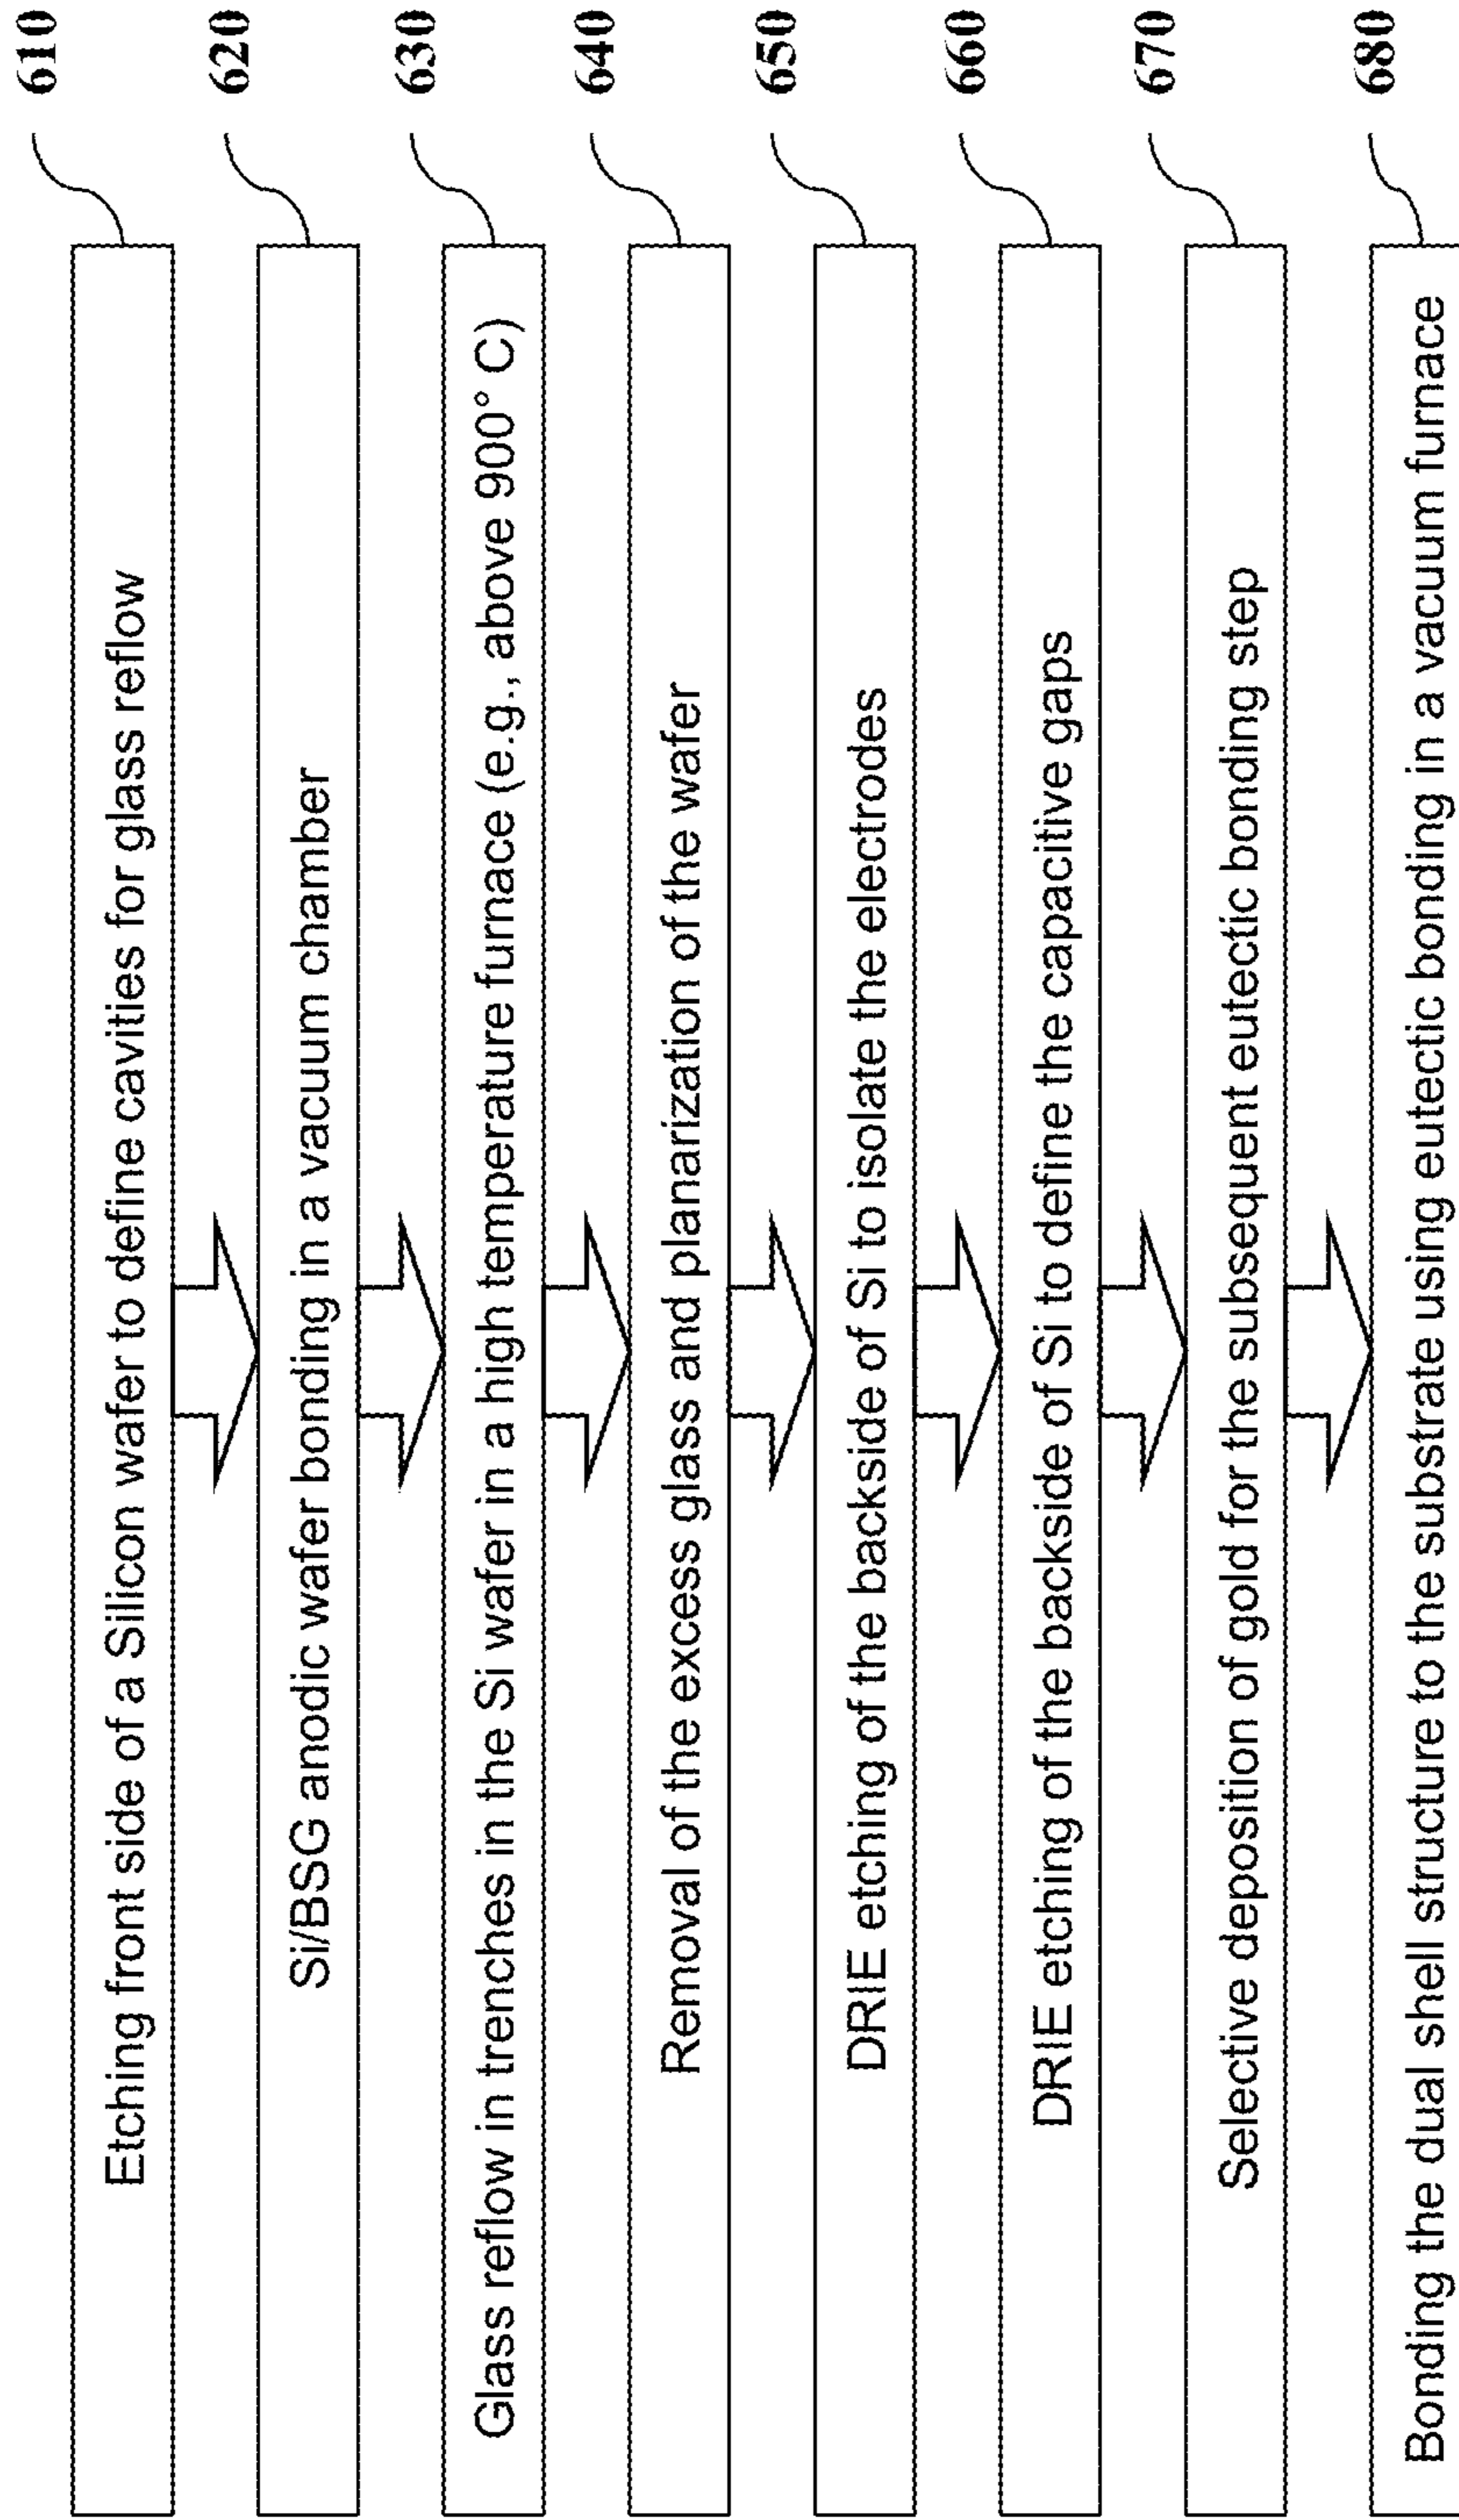 Etching front side of a Silicon wafer to define cavities for glass reflow 610
Si/BSG anodic wafer bonding in a vacuum chamber 620
Glass reflow in trenches in the Si wafer in a high temperature furnace (e.g., above 900° C) 630
Removal of the excess glass and planarization of the wafer 640
DRIE etching of the backside of Si to isolate the electrodes 650
DRIE etching of the backside of Si to define the capacitive gaps 660
Selective deposition of gold for the subsequent eutectic bonding step 670
Bonding the dual shell structure to the substrate using eutectic bonding in a vacuum furnace 680